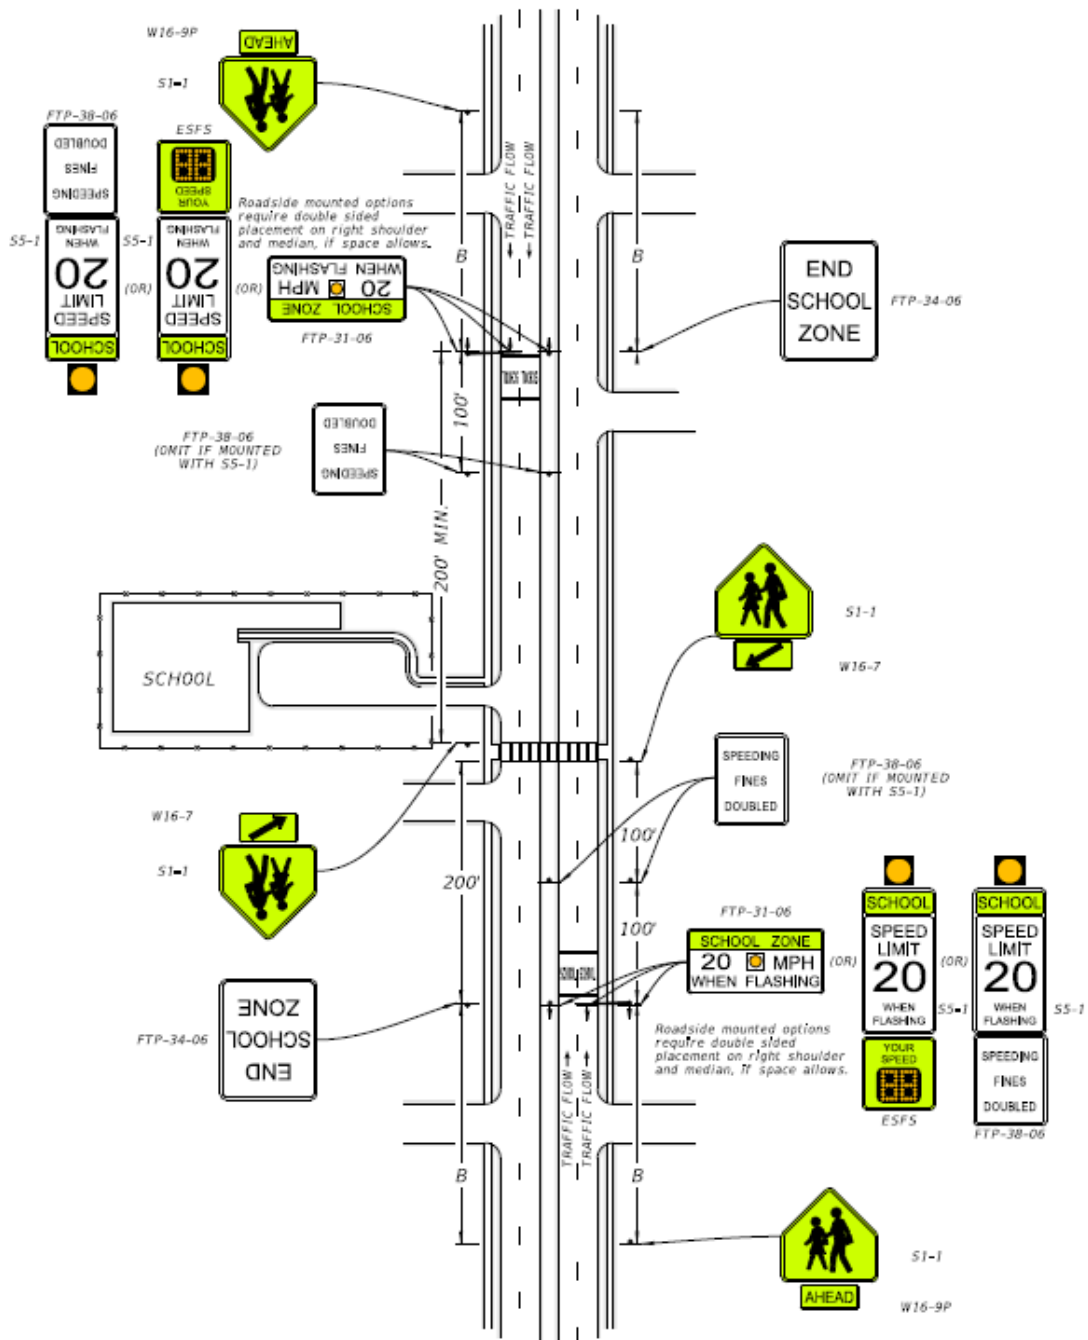 W16-9P
AHEAD
S1-1
FTP-38-06
SPEEDING
FINES
DOUBLED
ESFS
YOUR
SPEED
Roadside mounted options
require double sided
placement on right shoulder
and median, if space allows.
S5-1
SCHOOL
SPEED
LIMIT
20
WHEN
FLASHING
(OR)
S5-1
SCHOOL
SPEED
LIMIT
20
WHEN
FLASHING
(OR)
SCHOOL ZONE
20 MPH
WHEN FLASHING
FTP-31-06
TRAFFIC FLOW
TRAFFIC FLOW
B
B
END
SCHOOL
ZONE
FTP-34-06
SCHOOL
100'
FTP-38-06
(OMIT IF MOUNTED
WITH S5-1)
SPEEDING
FINES
DOUBLED
200' MIN.
SCHOOL
S1-1
W16-7
SPEEDING
FINES
DOUBLED
FTP-38-06
(OMIT IF MOUNTED
WITH S5-1)
W16-7
S1-1
100'
200'
100'
FTP-31-06
SCHOOL ZONE
20 MPH
WHEN FLASHING
(OR)
SCHOOL
SPEED
LIMIT
20
WHEN
FLASHING
S5-1
YOUR
SPEED
ESFS
(OR)
SCHOOL
SPEED
LIMIT
20
WHEN
FLASHING
S5-1
SPEEDING
FINES
DOUBLED
FTP-38-06
SCHOOL
Roadside mounted options
require double sided
placement on right shoulder
and median, if space allows.
FTP-34-06
END
SCHOOL
ZONE
TRAFFIC FLOW
TRAFFIC FLOW
B
B
S1-1
AHEAD
W16-9P